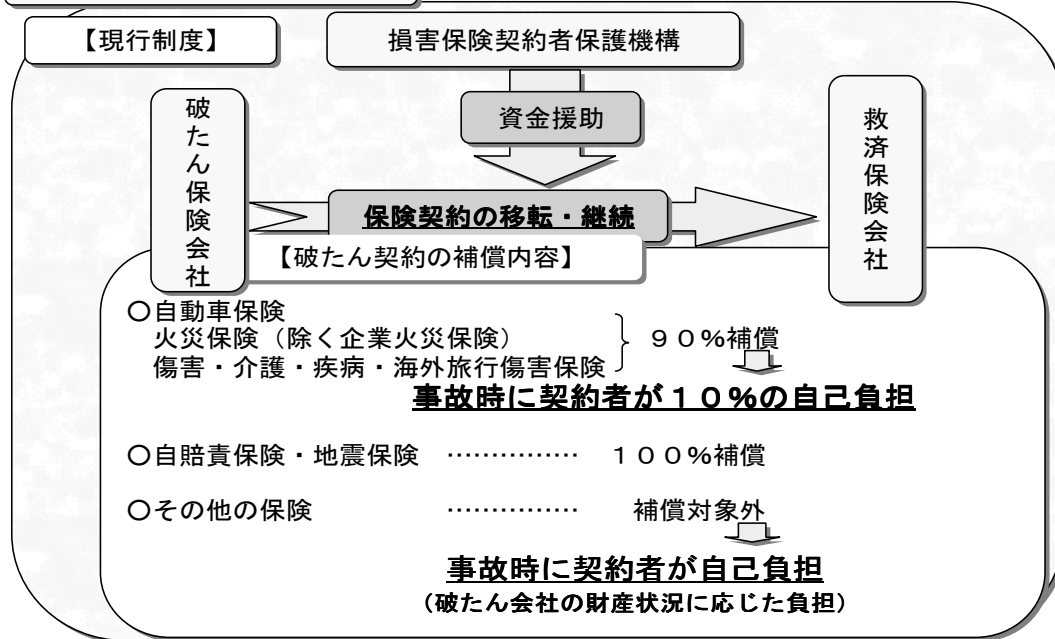 【現行制度】
損害保険契約者保護機構
資金援助
破たん保険会社
保険契約の移転・継続
救済保険会社
【破たん契約の補償内容】
○自動車保険
火災保険（除く企業火災保険）
傷害・介護・疾病・海外旅行傷害保険
９０％補償
事故時に契約者が１０％の自己負担
○自賠責保険・地震保険 …………… １００％補償
○その他の保険 …………… 補償対象外
事故時に契約者が自己負担
（破たん会社の財産状況に応じた負担）